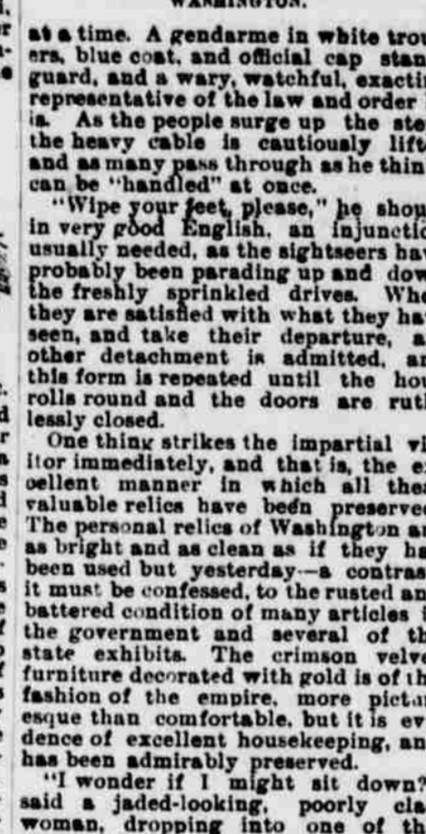 WASHINGTON.
at a time. A gendarme in white trou
ers, blue coat, and official cap stan
guard, and a wary, watchful, exactin
representative of the law and order
is. As the people surge up the ste
the heavy cable is cautiously lift
and as many pass through as he thin
can be "handled" at once.
"Wipe your feet, please," he shou
in very good English, an injunctio
usually needed, as the sightseers hav
probably been parading up and dow
the freshly sprinkled drives. Whe
they are satisfied with what they ha
seen, and take their departure, a
other detachment is admitted, an
this form is repeated until the hou
rolls round and the doors are ruth
lessly closed.
One thing strikes the impartial vi
itor immediately, and that is, the e
cellent manner in which all thes
valuable relics have been preserve
The personal relics of Washington ar
as bright and as clean as if they ha
been used but yesterday—a contras
it must be confessed, to the rusted an
battered condition of many articles i
the government and several of th
state exhibits. The crimson velve
furniture decorated with gold is of th
fashion of the empire, more pictur
esque than comfortable, but it is ev
dence of excellent housekeeping, an
has been admirably preserved.
"I wonder if I might sit down?
said a jaded-looking, poorly cla
woman, dropping into one of th